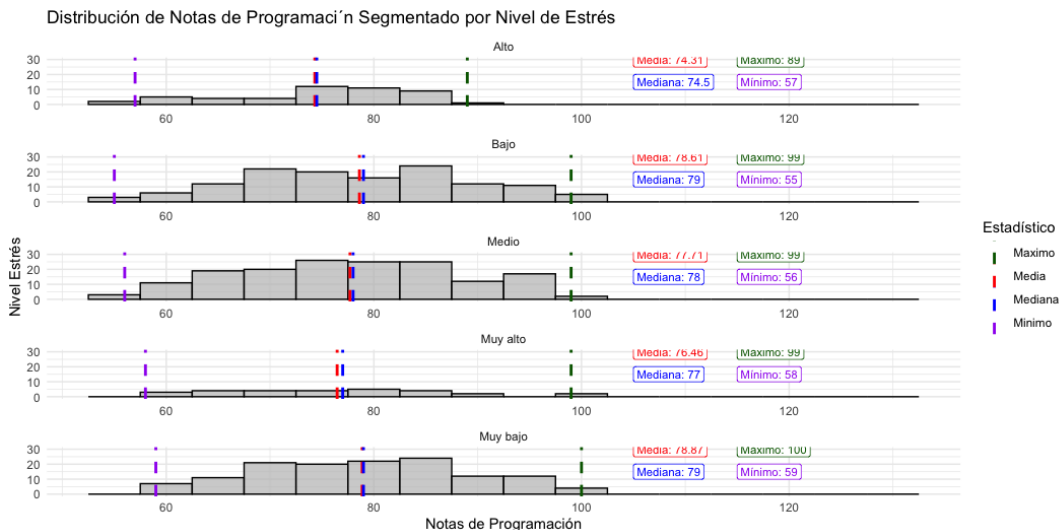 Distribución de Notas de Programaci´n Segmentado por Nivel de Estrés
Alto
30
20
10
0
Media: 74.31
Maximo: 89
Mediana: 74.5
Mínimo: 57
60
80
100
120
Bajo
30
20
10
0
Media: 78.61
Maximo: 99
Mediana: 79
Mínimo: 55
60
80
100
120
Medio
30
20
10
0
Media: 77.71
Maximo: 99
Mediana: 78
Mínimo: 56
60
80
100
120
Muy alto
30
20
10
0
Media: 76.46
Maximo: 99
Mediana: 77
Mínimo: 58
60
80
100
120
Muy bajo
30
20
10
0
Media: 78.87
Maximo: 100
Mediana: 79
Mínimo: 59
60
80
100
120
Nivel Estrés
Notas de Programación
Estadístico
Maximo
Media
Mediana
Minimo